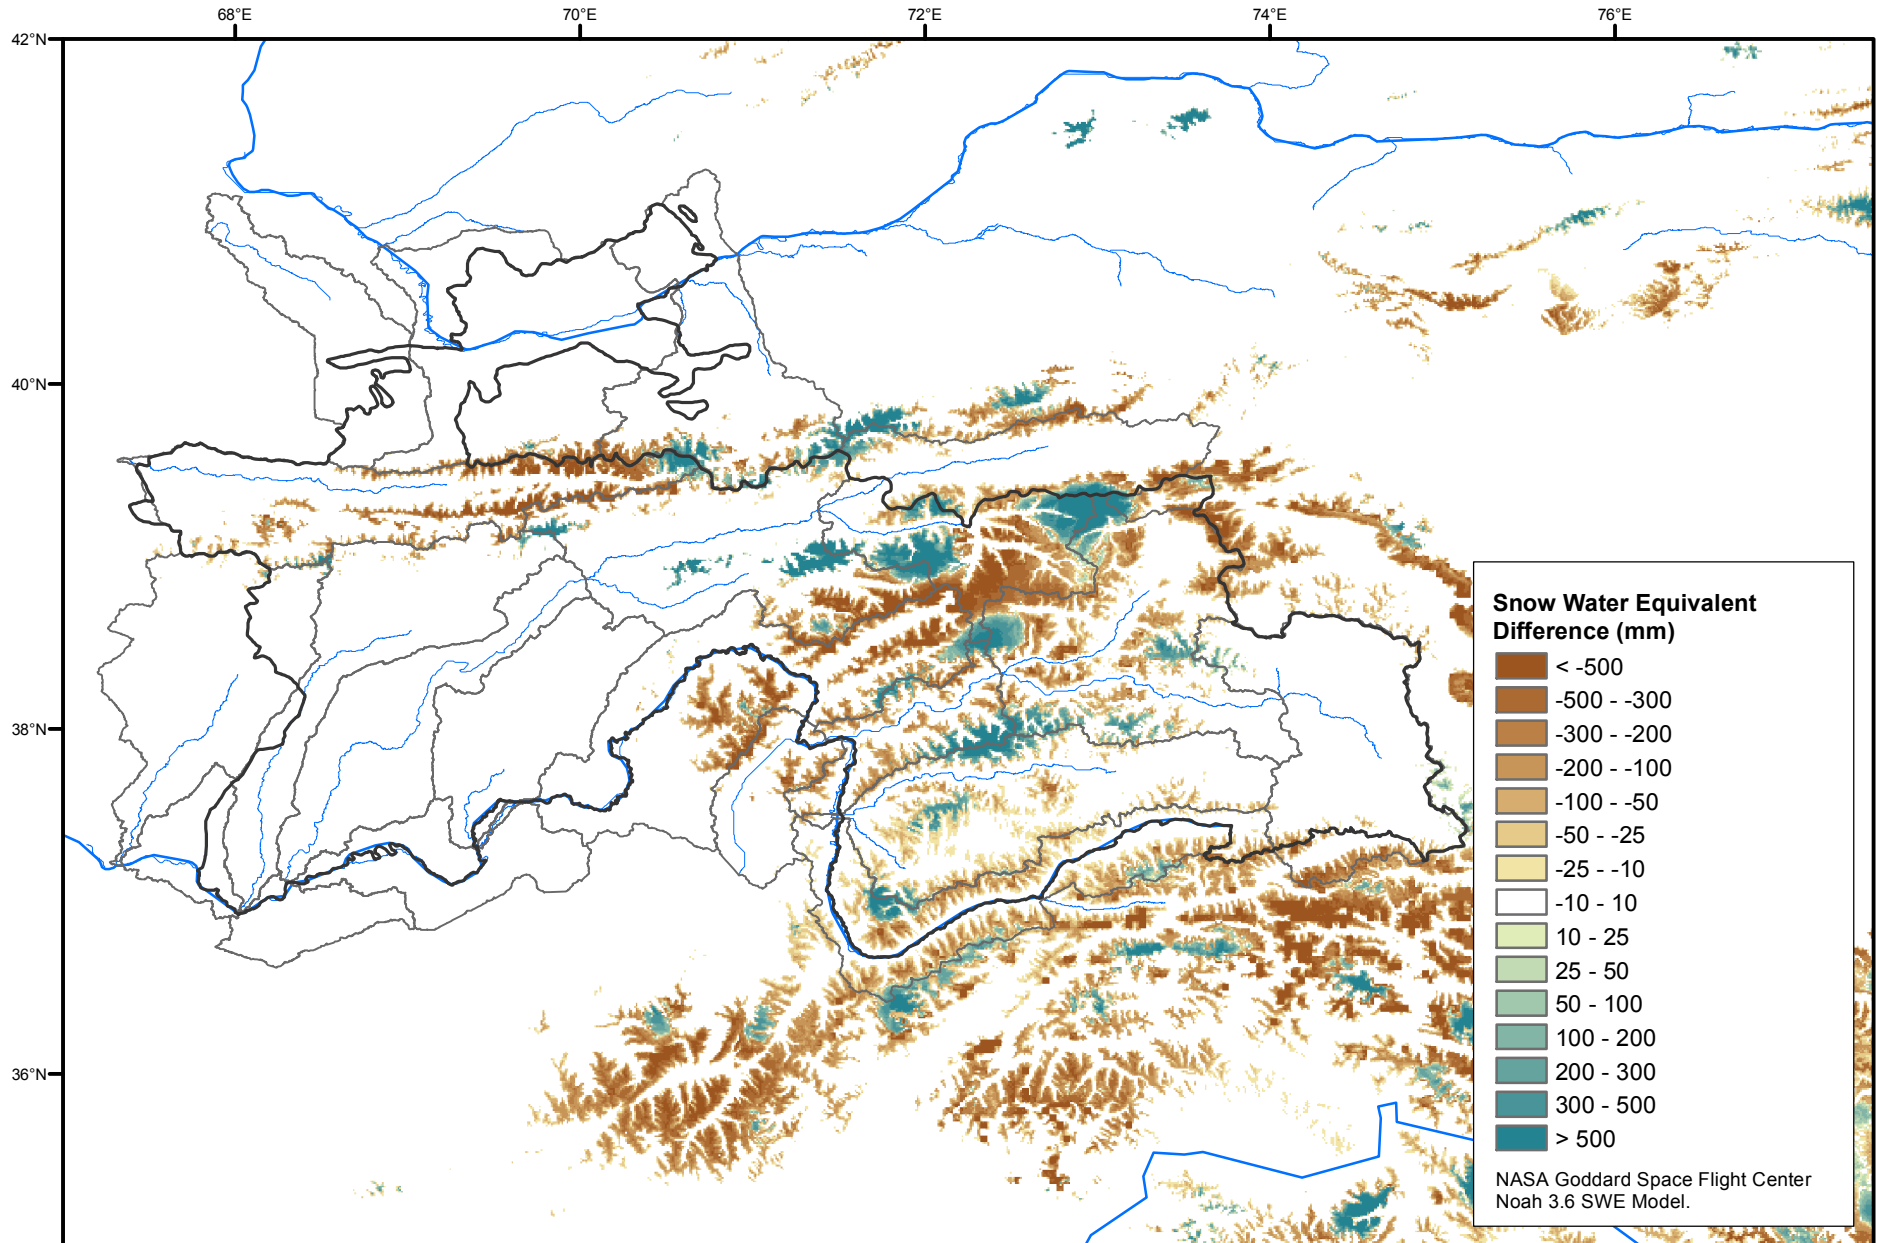 68°E
70°E
72°E
74°E
76°E
42°N
40°N
38°N
36°N
Snow Water Equivalent
Difference (mm)
< -500
-500 - -300
-300 - -200
-200 - -100
-100 - -50
-50 - -25
-25 - -10
-10 - 10
10 - 25
25 - 50
50 - 100
100 - 200
200 - 300
300 - 500
> 500
NASA Goddard Space Flight Center
Noah 3.6 SWE Model.